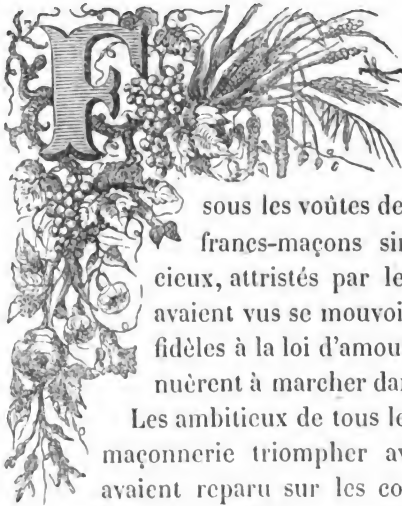 F
sous les voûtes de
francs-maçons sin
cieux, attristés par le
avaient vus se mouvoi
fidèles à la loi d'amou
nuèrent à marcher dan
Les ambitieux de tous le
maçonnerie triompher av
avaient reparu sur les co